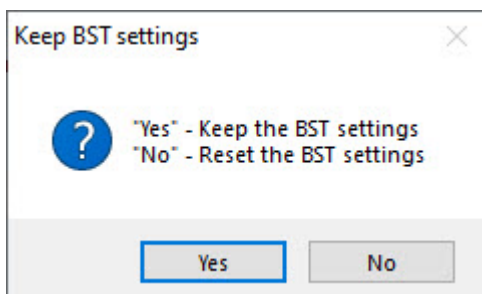 Keep BST settings
?
"Yes" - Keep the BST settings
"No" - Reset the BST settings
Yes
No